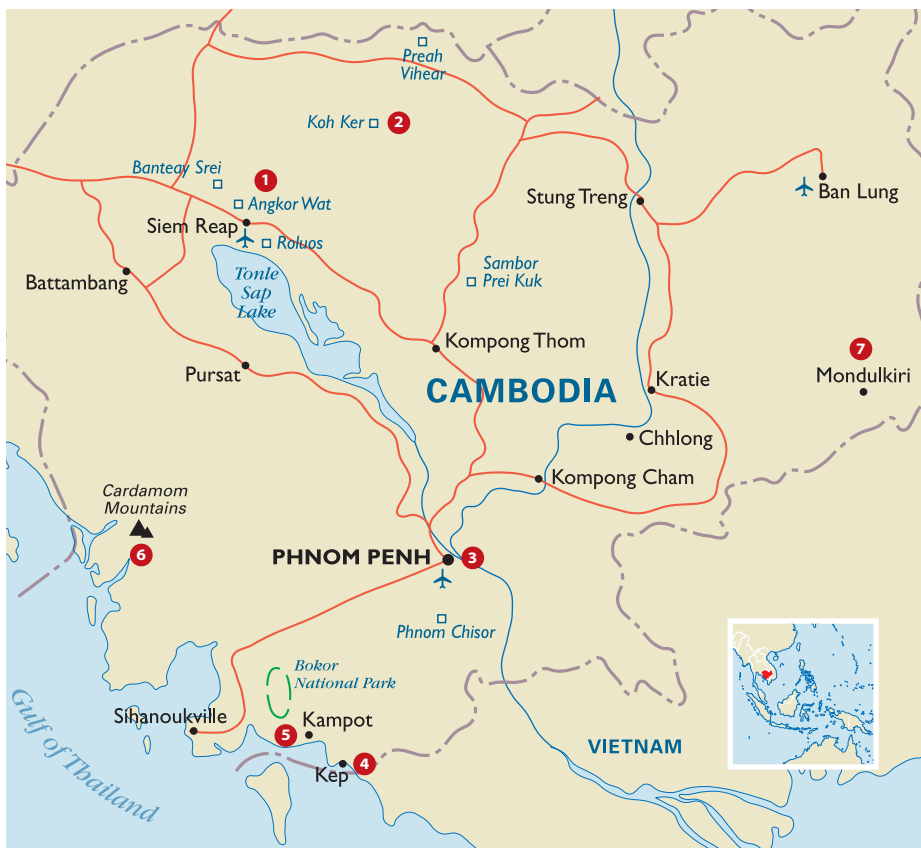 Preah
Vihear
Koh Ker
2
Banteay Srei
1
Angkor Wat
Siem Reap
Roluos
Stung Treng
Ban Lung
Battambang
Tonle
Sap
Lake
Sambor
Prei Kuk
Kompong Thom
Pursat
CAMBODIA
Kratie
7
Mondulkiri
Chhlong
Kompong Cham
Cardamom
Mountains
6
PHNOM PENH
3
Phnom Chisor
Bokor
National Park
Sihanoukville
5
Kampot
Kep
4
VIETNAM
Gulf of Thailand